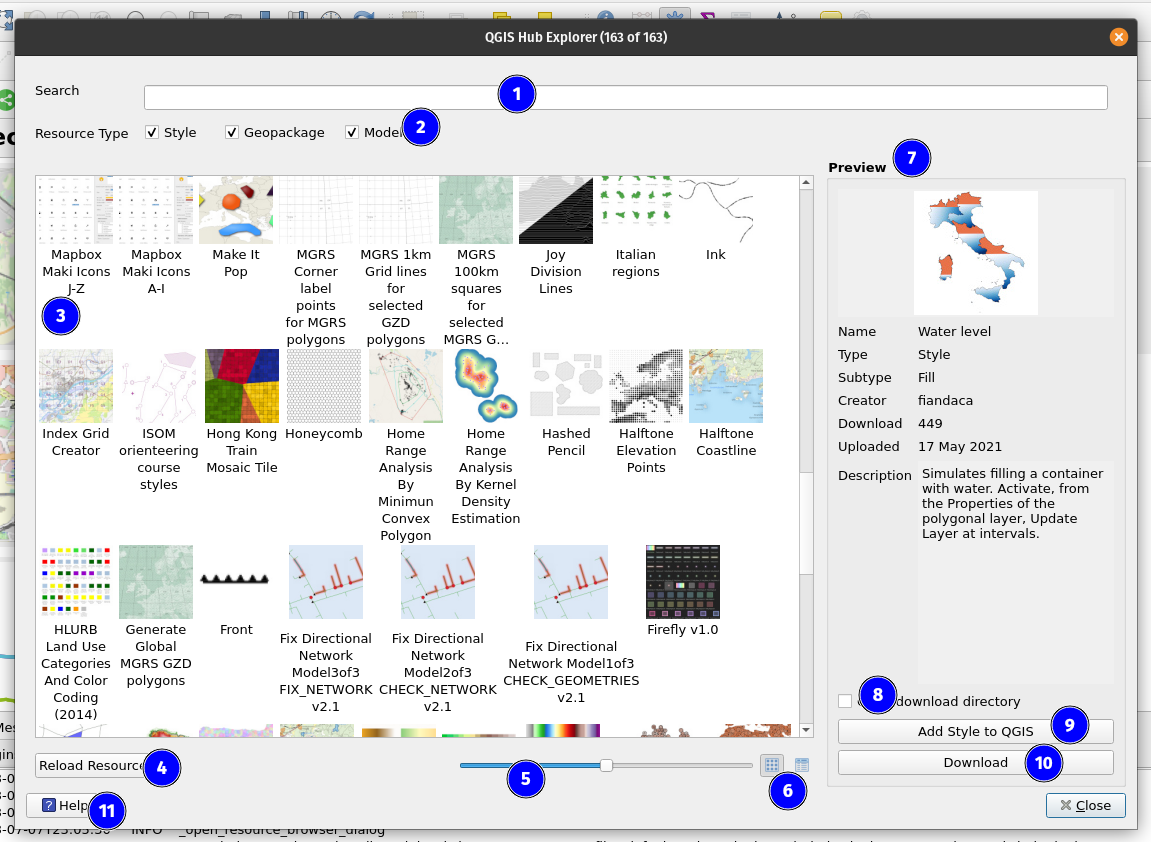 QGIS Hub Explorer (163 of 163)
Search
1
Resource Type
Style
Geopackage
Model
2
7
Preview
Mapbox
Maki Icons
J-Z
Mapbox
Maki Icons
A-I
Make It
Pop
MGRS
Corner
label
points
for MGRS
polygons
MGRS 1km
Grid lines
for
selected
GZD
polygons
MGRS
100km
squares
for
selected
MGRS G...
Joy
Division
Lines
Italian
regions
Ink
3
Index Grid
Creator
ISOM
orienteering
course
styles
Hong Kong
Train
Mosaic Tile
Honeycomb
Home
Range
Analysis
By
Minimun
Convex
Polygon
Home
Range
Analysis
By Kernel
Density
Estimation
Hashed
Pencil
Halftone
Elevation
Points
Halftone
Coastline
HLURB
Land Use
Categories
And Color
Coding
(2014)
Generate
Global
MGRS GZD
polygons
Front
Fix Directional
Network
Model3of3
FIX_NETWORK
v2.1
Fix Directional
Network
Model2of3
CHECK_NETWORK
v2.1
Fix Directional
Network Model1of3
CHECK_GEOMETRIES
v2.1
Firefly v1.0
Name Water level
Type Style
Subtype Fill
Creator fiandaca
Download 449
Uploaded 17 May 2021
Description Simulates filling a container
with water. Activate, from
the Properties of the
polygonal layer, Update
Layer at intervals.
8
download directory
Add Style to QGIS
9
Download
10
Reload Resource
4
5
6
Help
11
Close
INFO _open_resource_browser_dialog